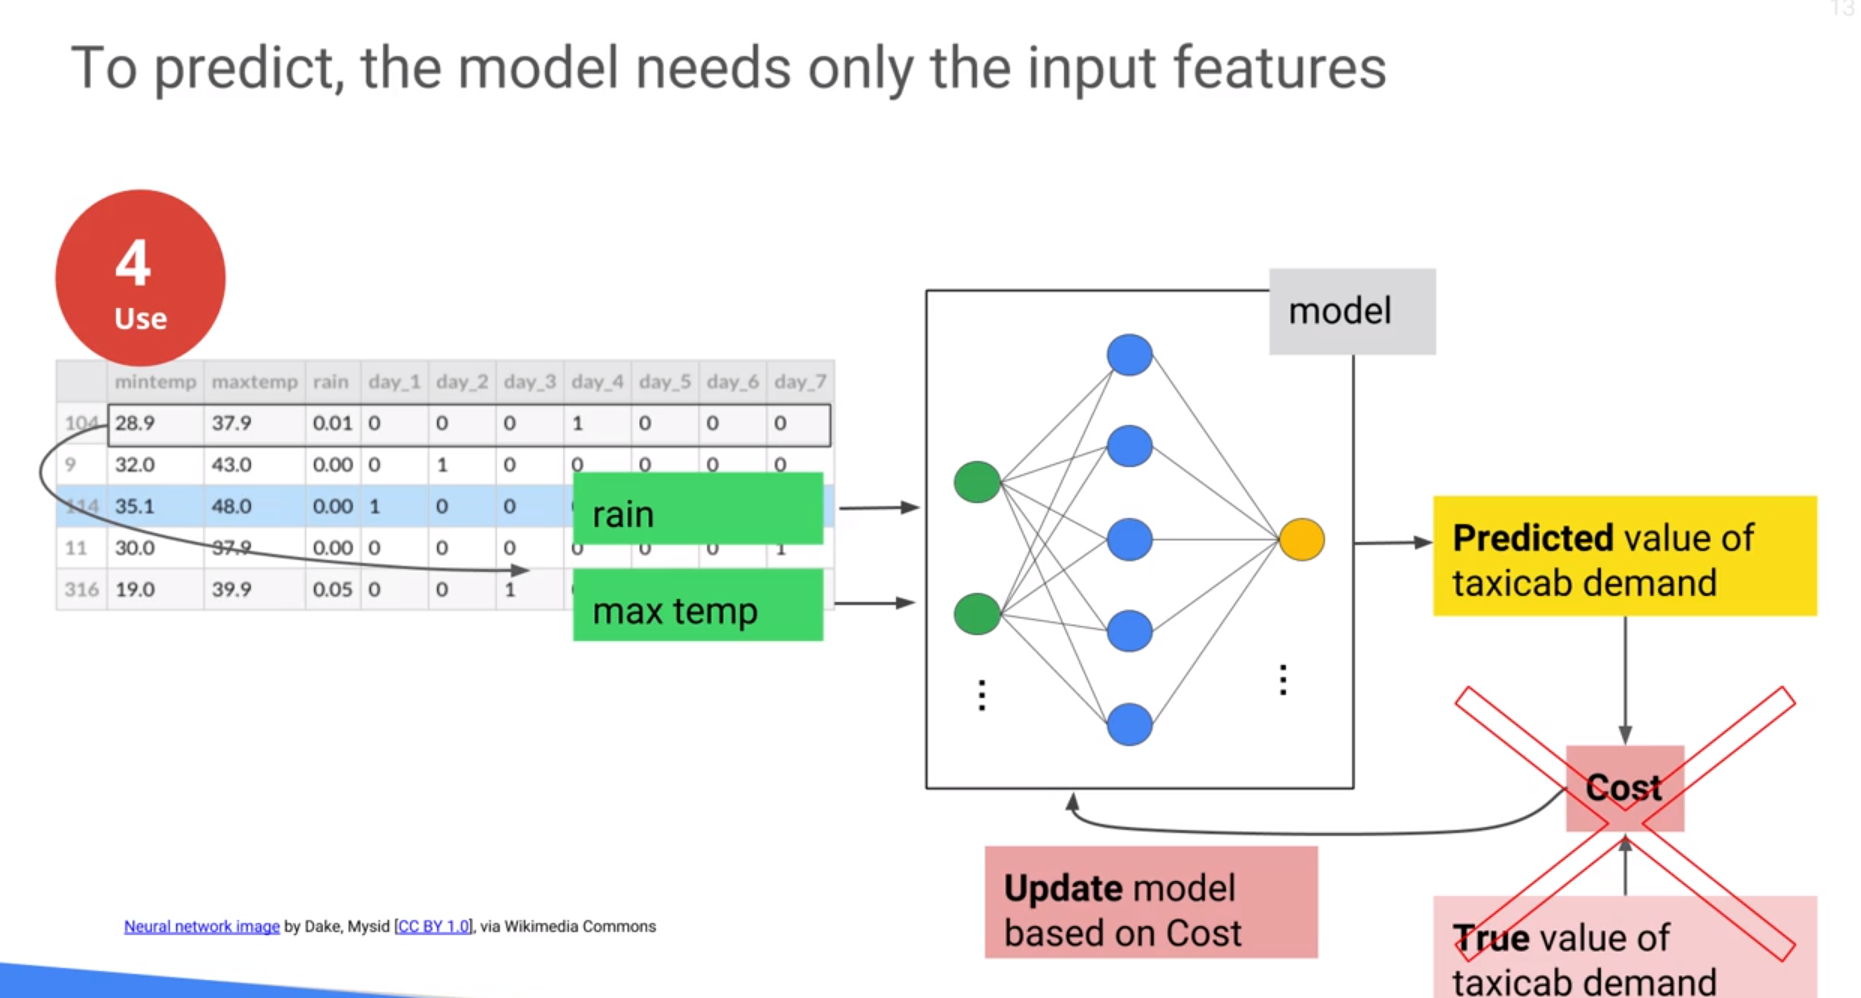 13
To predict, the model needs only the input features
4
Use
mintemp maxtemp rain day_1 day_2 day_3 day_4 day_5 day_6 day_7
104 28.9 37.9 0.01 0 0 0 1 0 0 0
9 32.0 43.0 0.00 0 1 0 0 0 0 0
114 35.1 48.0 0.00 1 0 0
11 30.0 37.9 0.00 0 0 0 0 0 0 1
316 19.0 39.9 0.05 0 0 1
rain
max temp
model
Predicted value of
taxicab demand
Cost
Update model
based on Cost
True value of
taxicab demand
Neural network image by Dake, Mysid [CC BY 1.0], via Wikimedia Commons